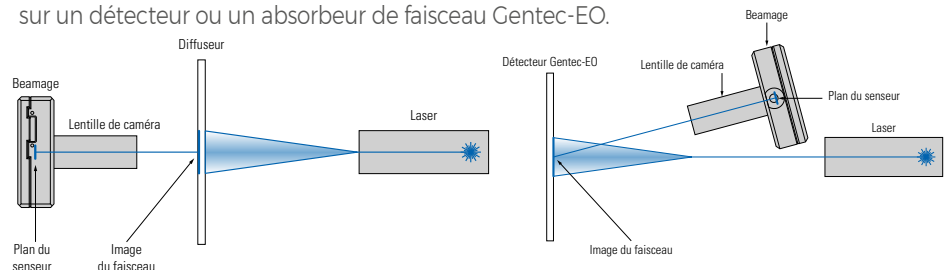 sur un détecteur ou un absorbeur de faisceau Gentec-EO.
Diffuseur
Beamage
Lentille de caméra
Laser
Plan du
senseur
Image
du faisceau
Beamage
Détecteur Gentec-EO
Lentille de caméra
Plan du senseur
Laser
Image du faisceau